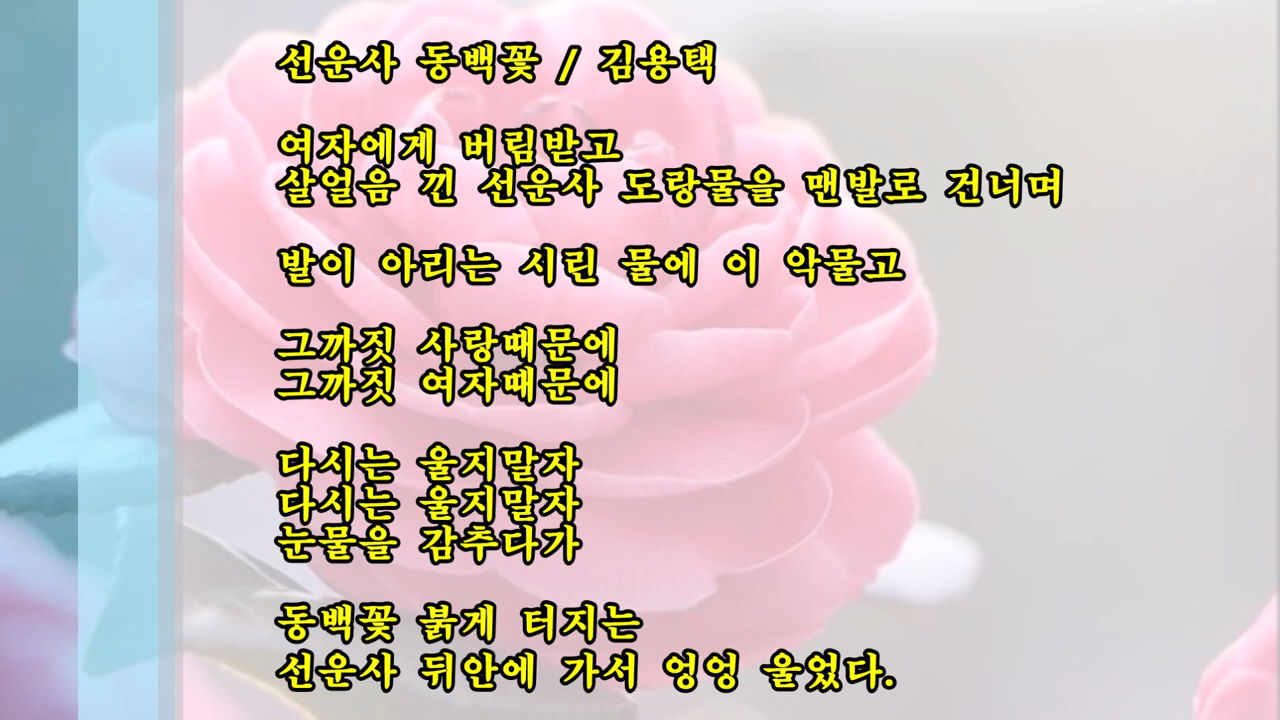 선운사 동백꽃 / 김용택
여자에게 버림받고
살얼음 낀 선운사 도랑물을 맨발로 건너며
발이 아리는 시린 물에 이 악물고
그까짓 사랑때문에
그까짓 여자때문에
다시는 울지말자
다시는 울지말자
눈물을 감추다가
동백꽃 붉게 터지는
선운사 뒤안에 가서 엉엉 울었다.